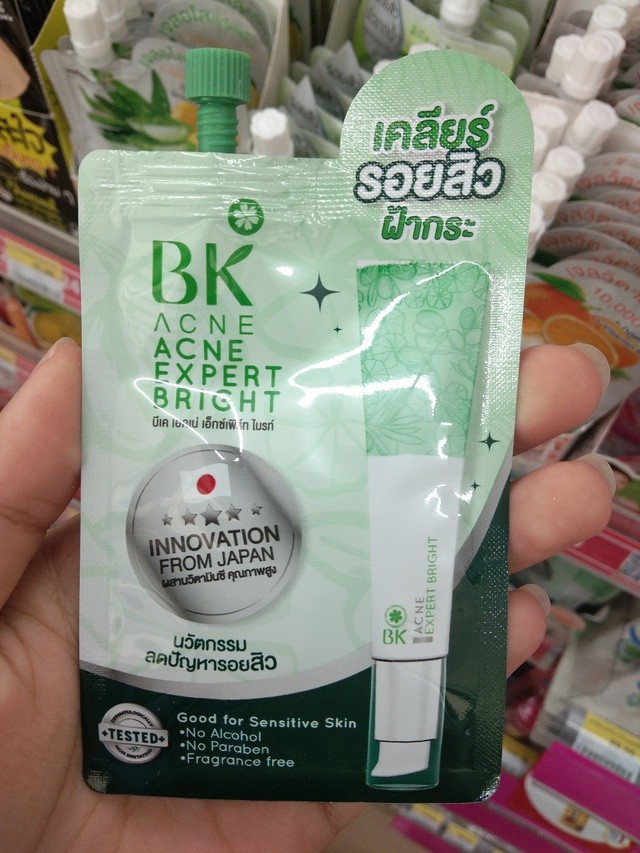 เคลียร์
รอยสิว
ฝ้ากระ
BK
ACNE
ACNE
EXPERT
BRIGHT
บีเค เอคเน่ เอ็กซ์เพิร์ท ไบรท์
INNOVATION
FROM JAPAN
ผสานวิตามินซี คุณภาพสูง
นวัตกรรม
ลดปัญหารอยสิว
DERMATOLOGICALLY
TESTED
Good for Sensitive Skin
•No Alcohol
•No Paraben
•Fragrance free
BK
ACNE
EXPERT BRIGHT
10,000